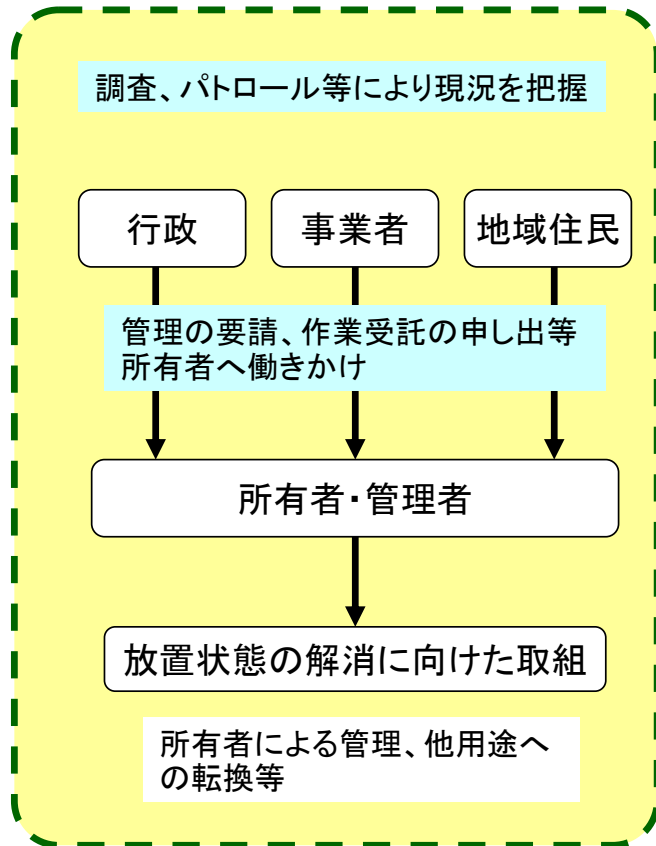 調査、パトロール等により現況を把握
行政
事業者
地域住民
管理の要請、作業受託の申し出等
所有者へ働きかけ
所有者・管理者
放置状態の解消に向けた取組
所有者による管理、他用途へ
の転換等